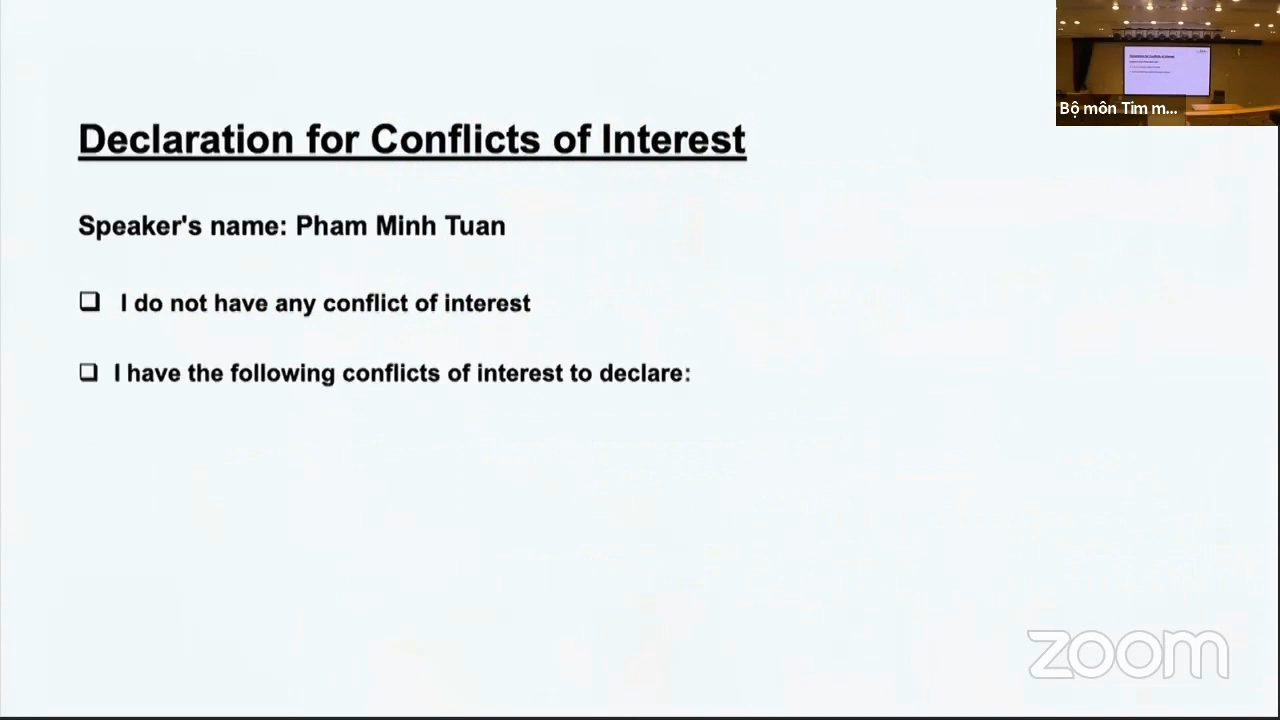 Declaration for Conflicts of Interest
Speaker's name: Pham Minh Tuan
I do not have any conflict of interest
I have the following conflicts of interest to declare:
Bộ môn Tim m...
zoom